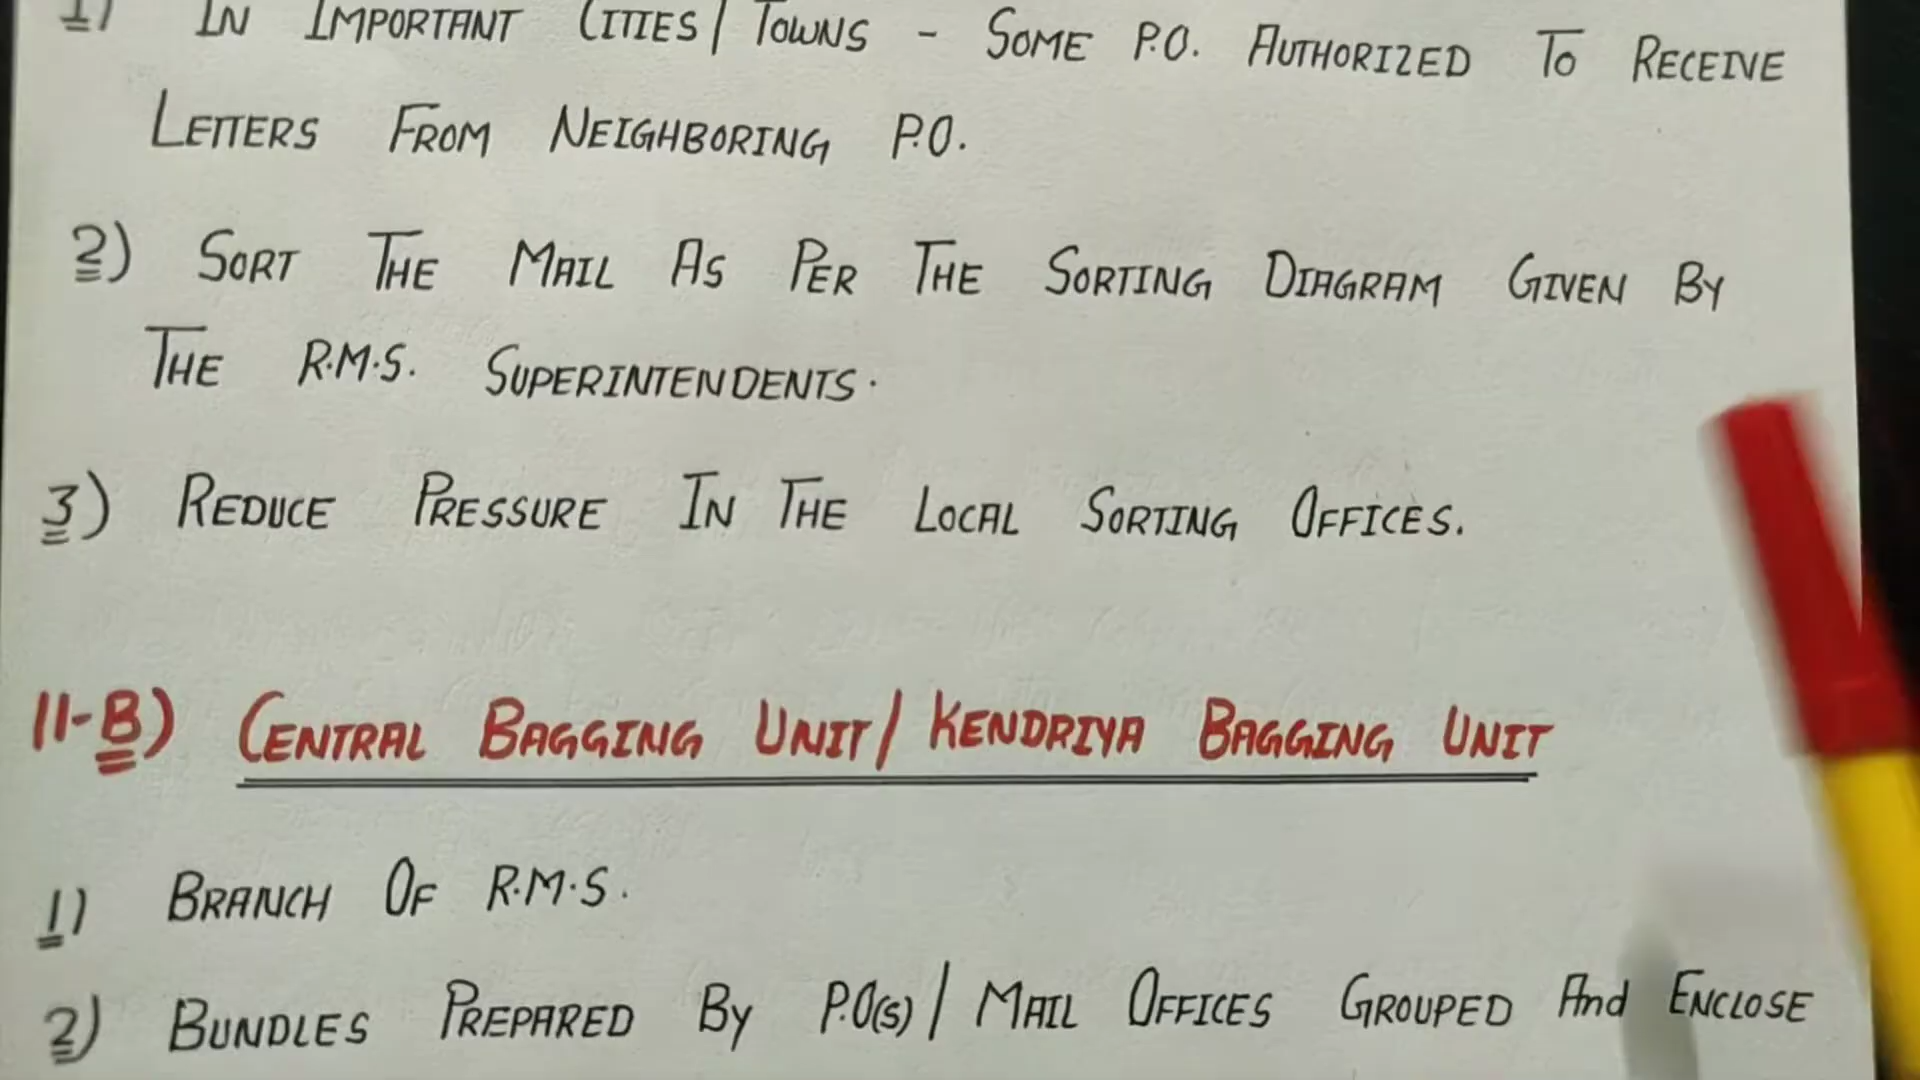 1) IN IMPORTANT CITIES/ TOWNS - SOME P.O. AUTHORIZED TO RECEIVE
LETTERS FROM NEIGHBORING P.O.
2) SORT THE MAIL AS PER THE SORTING DIAGRAM GIVEN BY
THE R.M.S. SUPERINTENDENTS.
3) REDUCE PRESSURE IN THE LOCAL SORTING OFFICES.
11-B) CENTRAL BAGGING UNIT/ KENDRIYA BAGGING UNIT
1) BRANCH OF R.M.S.
2) BUNDLES PREPARED BY P.O(s)/ MAIL OFFICES GROUPED And ENCLOSE